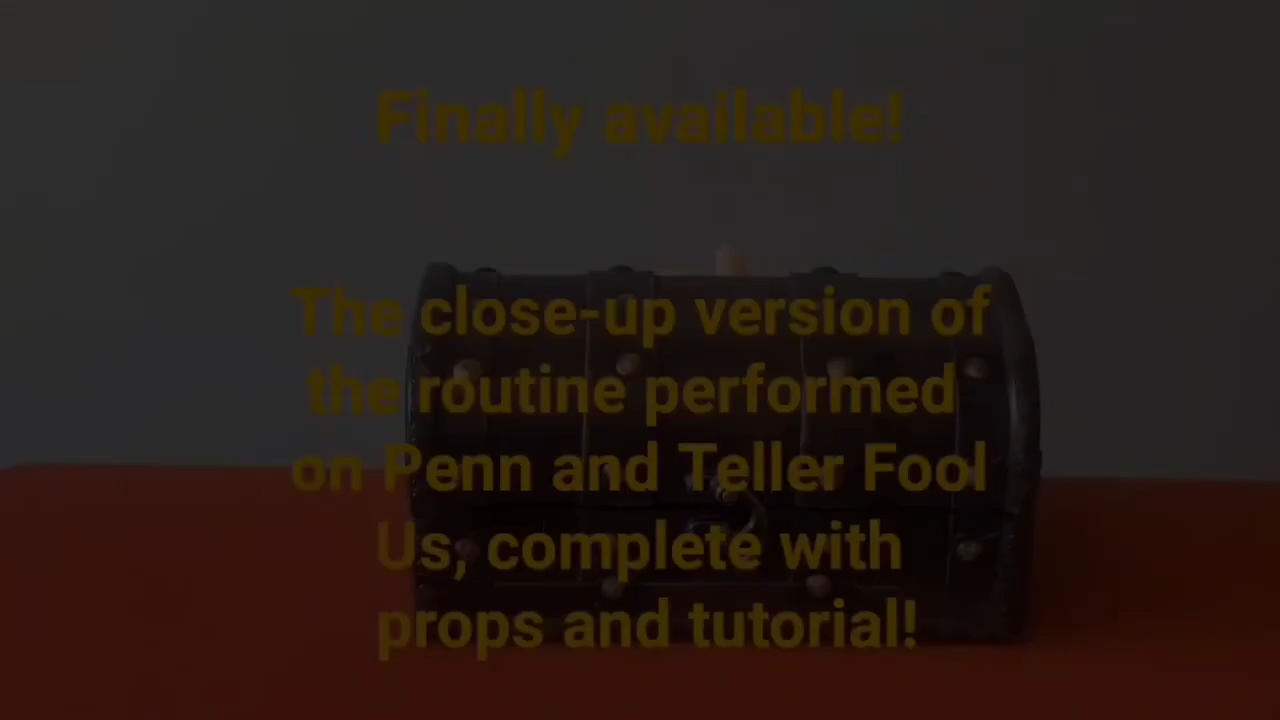 Finally available!
The close-up version of
the routine performed
on Penn and Teller Fool
Us, complete with
props and tutorial!